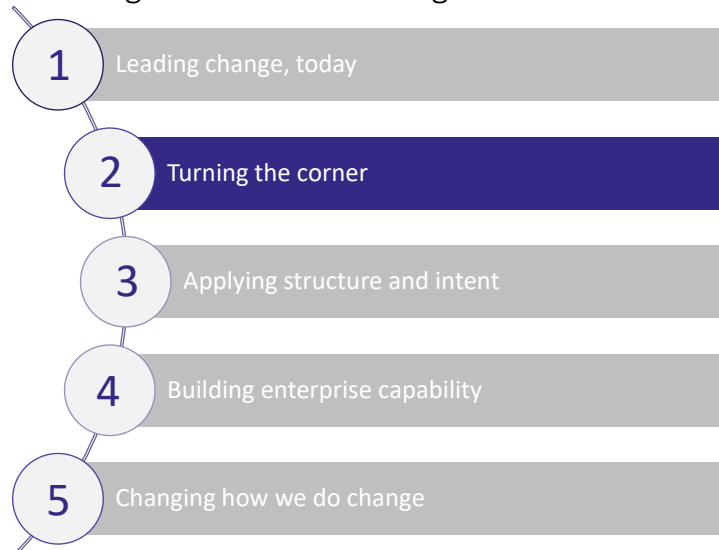 1
Leading change, today
2
Turning the corner
3
Applying structure and intent
4
Building enterprise capability
5
Changing how we do change